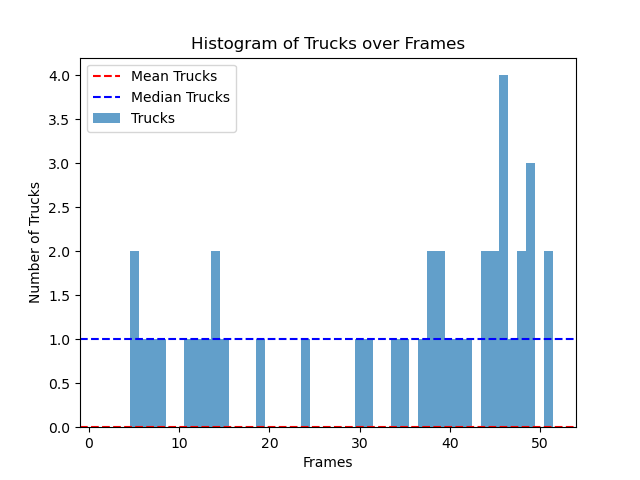 Histogram of Trucks over Frames
Mean Trucks
Median Trucks
Trucks
Number of Trucks
4.0
3.5
3.0
2.5
2.0
1.5
1.0
0.5
0.0
0 10 20 30 40 50
Frames